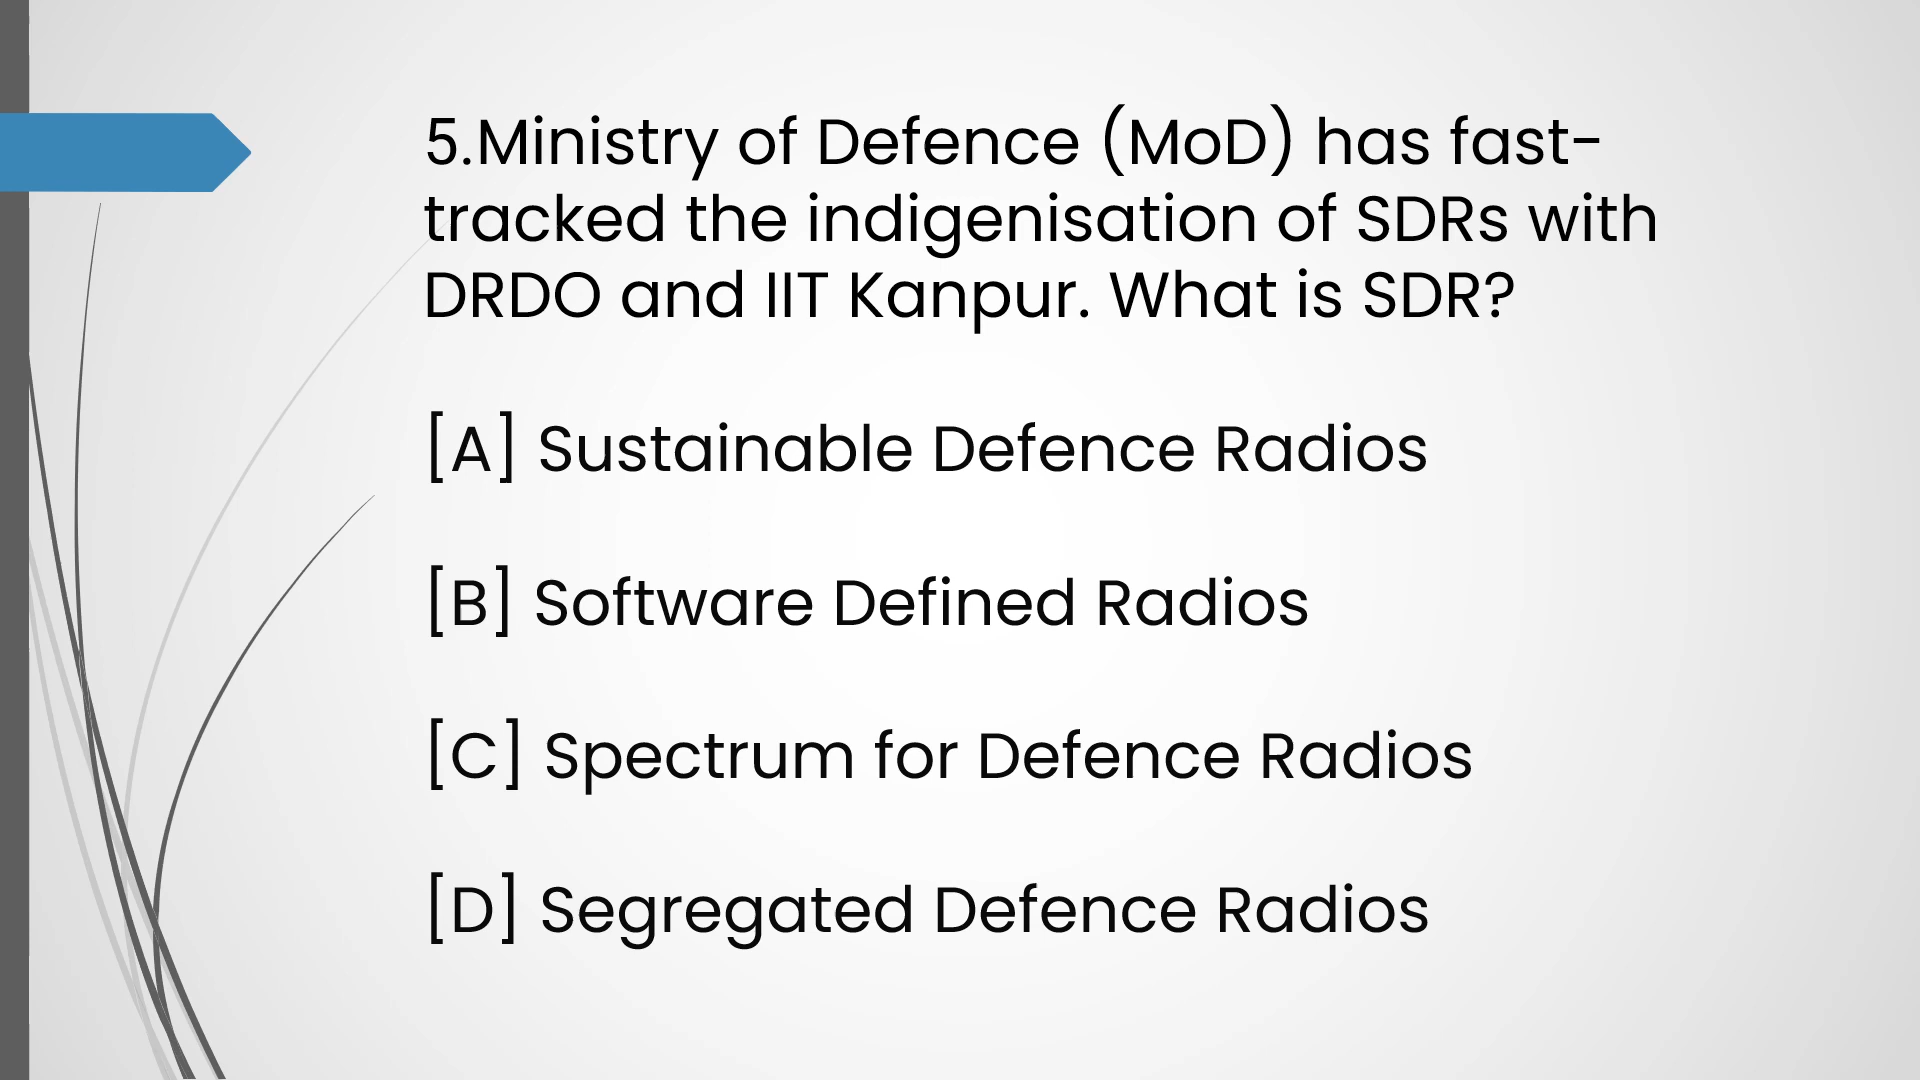 5.Ministry of Defence (MoD) has fast-
tracked the indigenisation of SDRs with
DRDO and IIT Kanpur. What is SDR?
[A] Sustainable Defence Radios
[B] Software Defined Radios
[C] Spectrum for Defence Radios
[D] Segregated Defence Radios